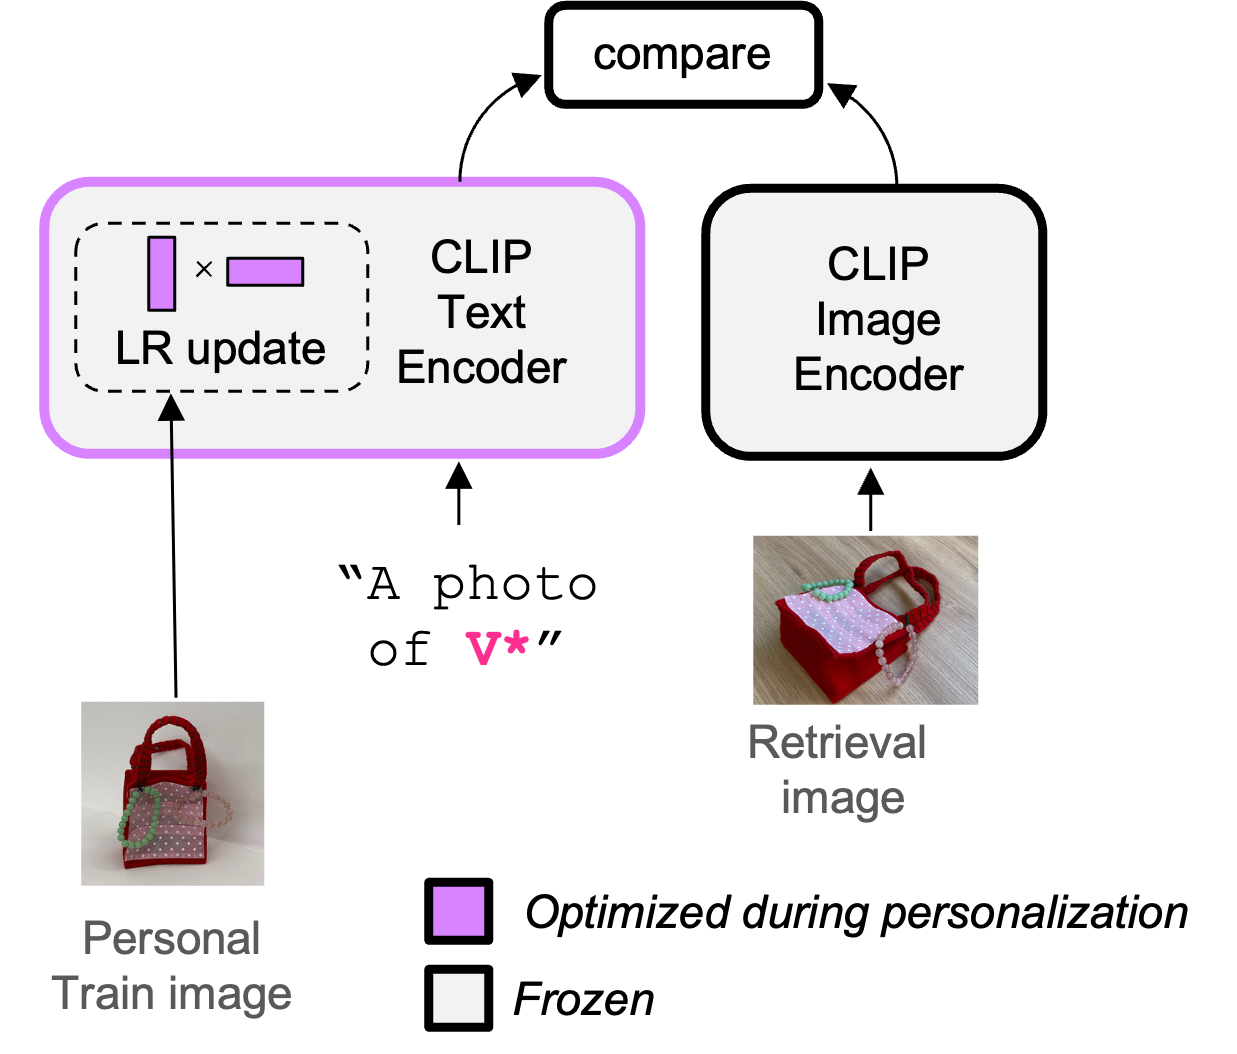 compare
×
LR update
CLIP
Text
Encoder
CLIP
Image
Encoder
“A photo
of V*”
Retrieval
image
Personal
Train image
Optimized during personalization
Frozen